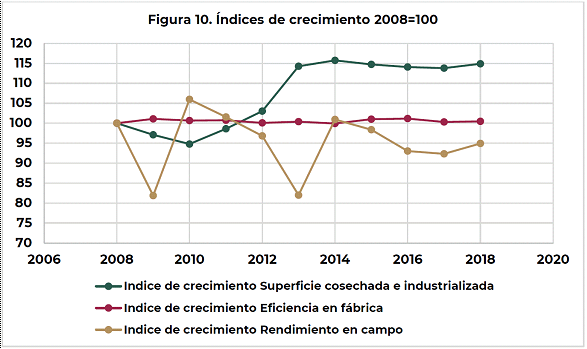 Figura 10. Índices de crecimiento 2008=100
120
115
110
105
100
95
90
85
80
75
70
2006 2008 2010 2012 2014 2016 2018 2020
Indice de crecimiento Superficie cosechada e industrializada
Indice de crecimiento Eficiencia en fábrica
Indice de crecimiento Rendimiento en campo